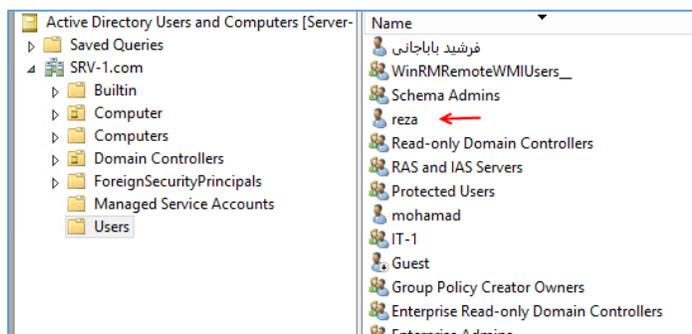 Active Directory Users and Computers [Server-
Saved Queries
SRV-1.com
Builtin
Computer
Computers
Domain Controllers
ForeignSecurityPrincipals
Managed Service Accounts
Users
Name
فرشید باباجانی
WinRMRemoteWMIUsers__
Schema Admins
reza
Read-only Domain Controllers
RAS and IAS Servers
Protected Users
mohamad
IT-1
Guest
Group Policy Creator Owners
Enterprise Read-only Domain Controllers
Enterprise Admins